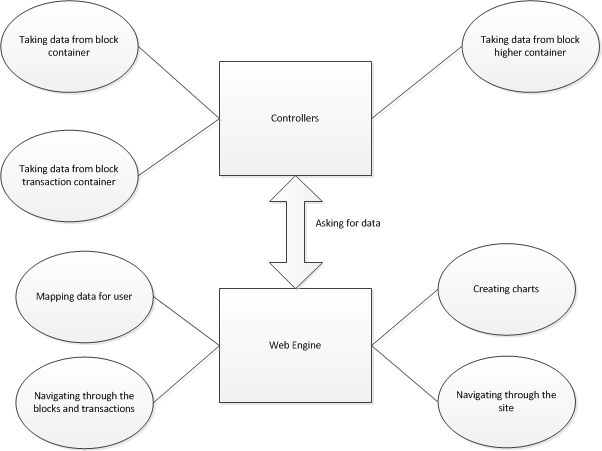 Taking data from block
container
Taking data from block
higher container
Controllers
Taking data from block
transaction container
Asking for data
Mapping data for user
Creating charts
Web Engine
Navigating through the
blocks and transactions
Navigating through the
site